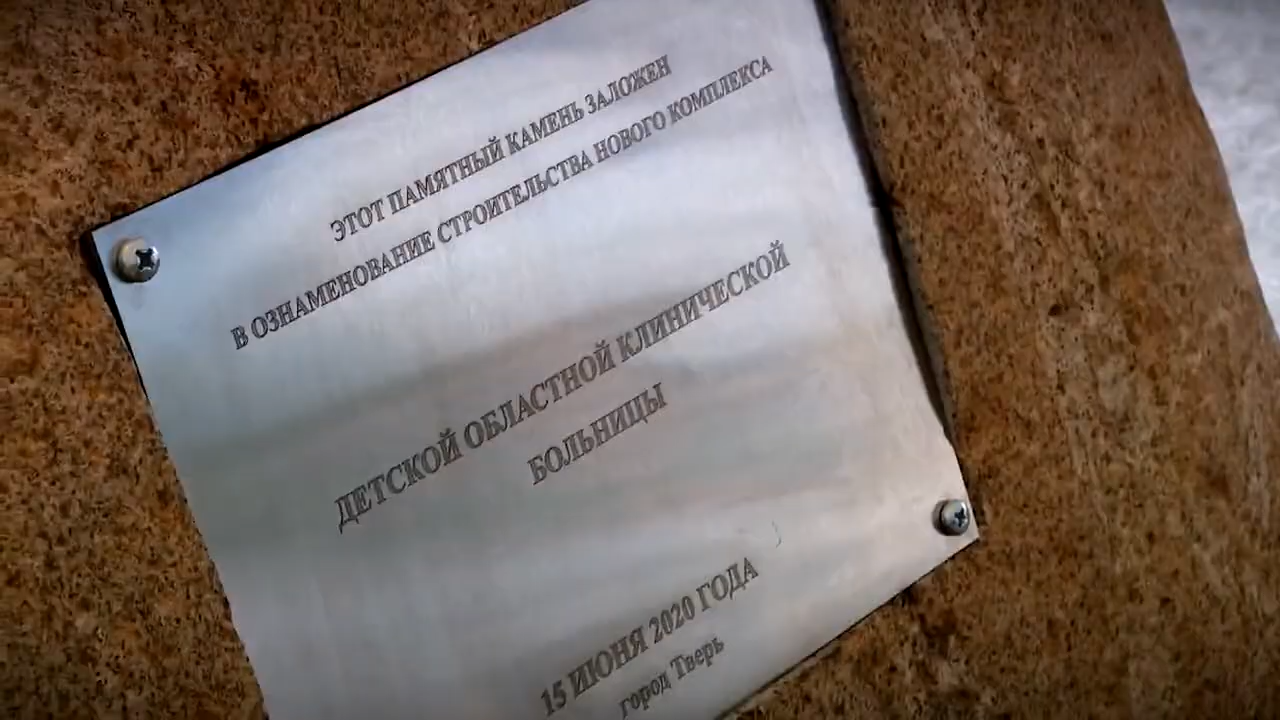 ЭТОТ ПАМЯТНЫЙ КАМЕНЬ ЗАЛОЖЕН
В ОЗНАМЕНОВАНИЕ СТРОИТЕЛЬСТВА НОВОГО КОМПЛЕКСА
ДЕТСКОЙ ОБЛАСТНОЙ КЛИНИЧЕСКОЙ
БОЛЬНИЦЫ
15 ИЮНЯ 2020 ГОДА
город Тверь